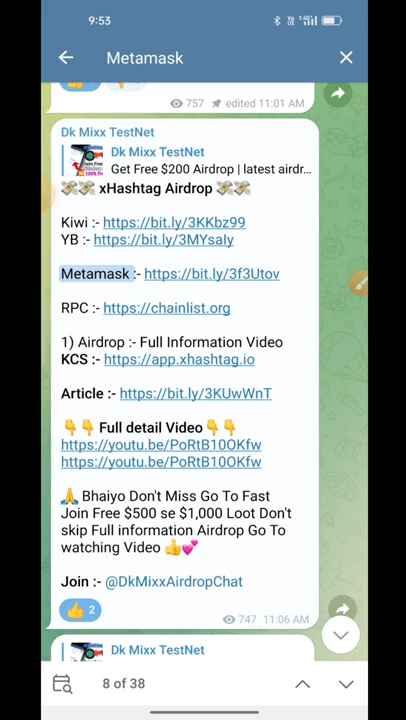 9:53
Metamask
757 edited 11:01 AM
Dk Mixx TestNet
Dk Mixx TestNet
Get Free $200 Airdrop | latest airdr...
💸💸 xHashtag Airdrop 💸💸
Kiwi :- https://bit.ly/3KKbz99
YB :- https://bit.ly/3MYsaIy
Metamask :- https://bit.ly/3f3Utov
RPC :- https://chainlist.org
1) Airdrop :- Full Information Video
KCS :- https://app.xhashtag.io
Article :- https://bit.ly/3KUwWnT
👇👇 Full detail Video 👇👇
https://youtu.be/PoRtB10OKfw
https://youtu.be/PoRtB10OKfw
🙏 Bhaiyo Don't Miss Go To Fast
Join Free $500 se $1,000 Loot Don't
skip Full information Airdrop Go To
watching Video 👍💕
Join :- @DkMixxAirdropChat
👍 2
747 11:06 AM
Dk Mixx TestNet
8 of 38